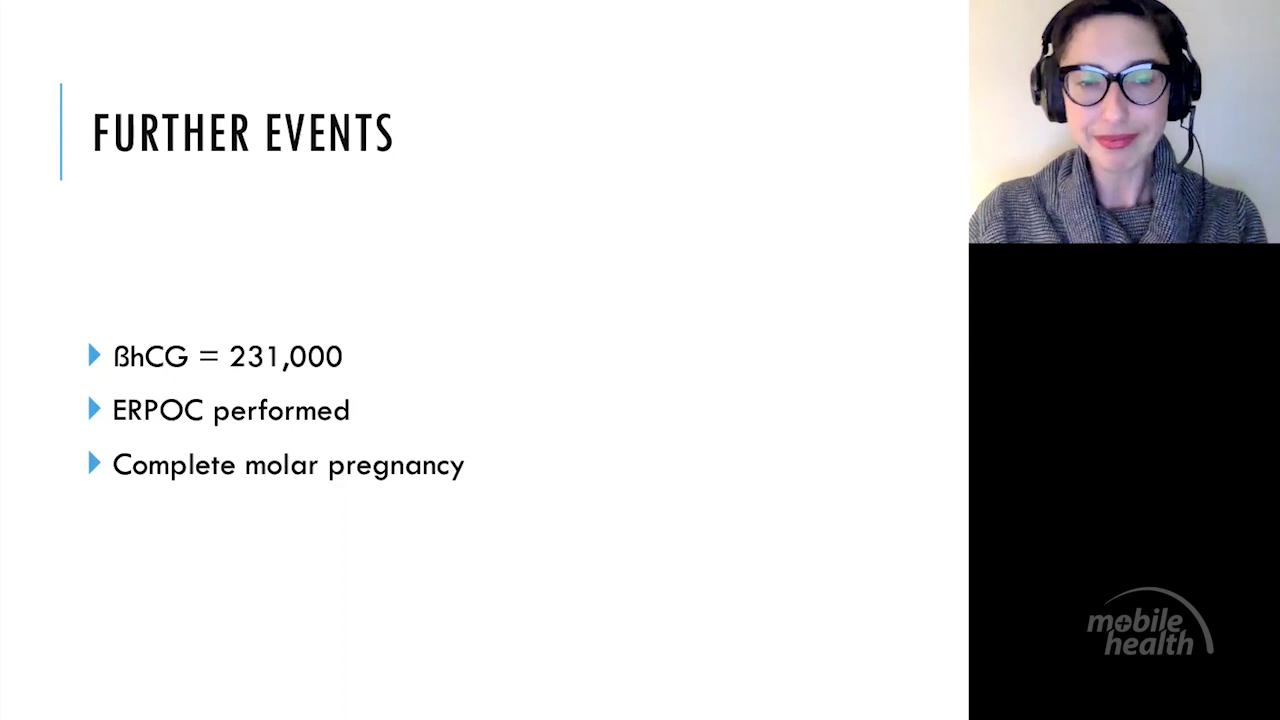 FURTHER EVENTS
ßhCG = 231,000
ERPOC performed
Complete molar pregnancy
mobile
health